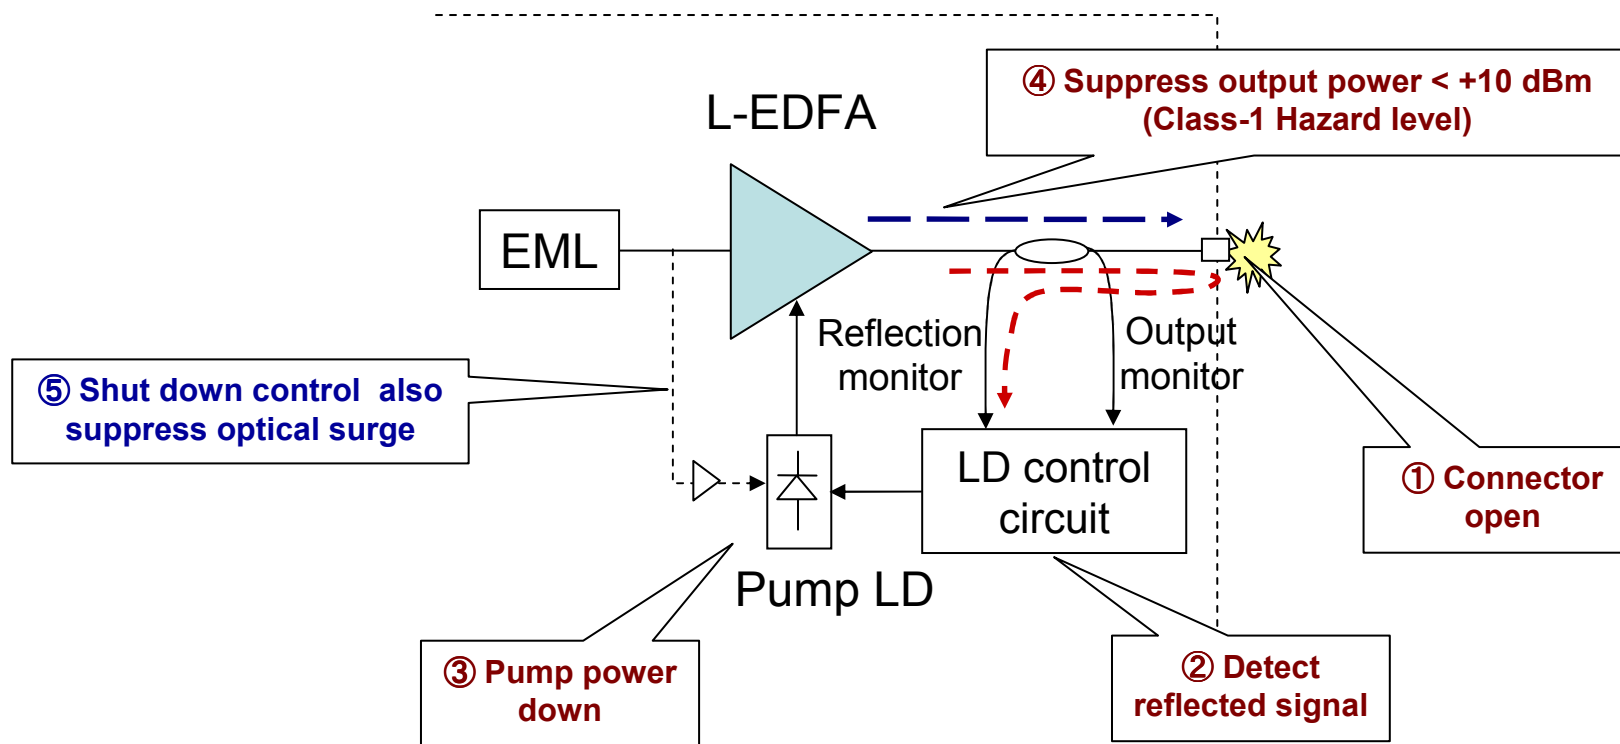 ④ Suppress output power < +10 dBm
(Class-1 Hazard level)
L-EDFA
EML
Reflection
monitor
Output
monitor
⑤ Shut down control also
suppress optical surge
LD control
circuit
① Connector
open
Pump LD
③ Pump power
down
② Detect
reflected signal